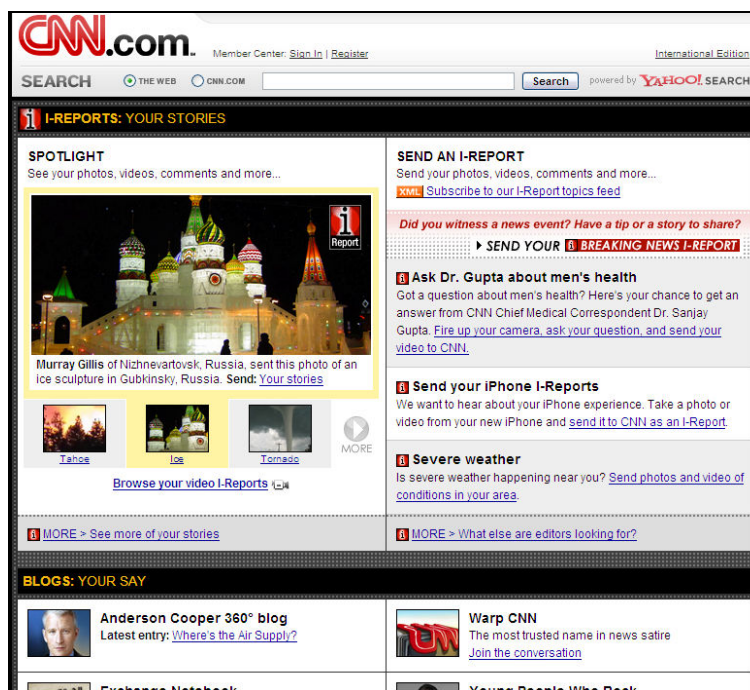 CNN.com
Member Center: Sign In | Register
International Edition
SEARCH
THE WEB
CNN.COM
Search
powered by YAHOO! SEARCH
i I-REPORTS: YOUR STORIES
SPOTLIGHT
See your photos, videos, comments and more...
i Report
Murray Gillis of Nizhnevartovsk, Russia, sent this photo of an
ice sculpture in Gubkinsky, Russia. Send: Your stories
Tahoe
Ice
Tornado
MORE
Browse your video I-Reports
i MORE > See more of your stories
SEND AN I-REPORT
Send your photos, videos, comments and more...
XML Subscribe to our I-Report topics feed
Did you witness a news event? Have a tip or a story to share?
SEND YOUR i BREAKING NEWS I-REPORT
i Ask Dr. Gupta about men's health
Got a question about men's health? Here's your chance to get an
answer from CNN Chief Medical Correspondent Dr. Sanjay
Gupta. Fire up your camera, ask your question, and send your
video to CNN.
i Send your iPhone I-Reports
We want to hear about your iPhone experience. Take a photo or
video from your new iPhone and send it to CNN as an I-Report.
i Severe weather
Is severe weather happening near you? Send photos and video of
conditions in your area.
i MORE > What else are editors looking for?
BLOGS: YOUR SAY
Anderson Cooper 360° blog
Latest entry: Where's the Air Supply?
Warp CNN
The most trusted name in news satire
Join the conversation
Exchange Notebook
Young People Who Rock